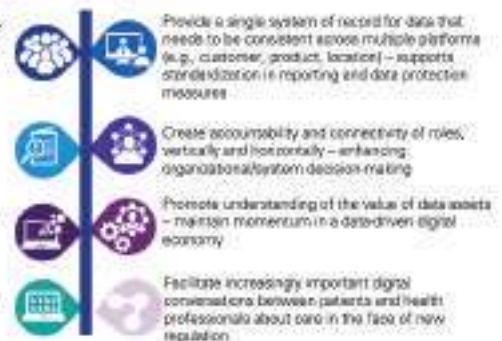 Provide a single system of record for data that
needs to be consistent across multiple platforms
(e.g., customer, product, location) – supports
standardization in reporting and data protection
measures
Create accountability and connectivity of roles,
vertically and horizontally – enhancing
organizational/system decision-making
Promote understanding of the value of data assets
– maintain momentum in a data-driven digital
economy
Facilitate increasingly important digital
conversations between patients and health
professionals about care in the face of new
regulation